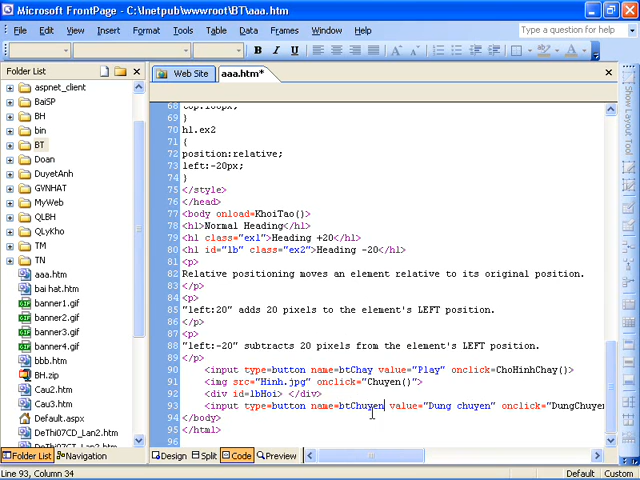 Microsoft FrontPage - C:\Inetpub\wwwroot\BT\aaa.htm
File Edit View Insert Format Tools Table Data Frames Window Help
Type a question for help
B I U
Folder List
aspnet_client
BaiSP
BH
bin
BT
Doan
DuyetAnh
GVNHAT
MyWeb
QLBH
QLyKho
TM
TN
aaa.htm
bai hat.htm
banner1.gif
banner2.gif
banner3.gif
banner4.gif
bbb.htm
BH.zip
Cau2.htm
Cau3.htm
Default.aspx
DeThi07CD_Lan2.htm
Folder List Navigation
Web Site aaa.htm*
68 top:100px;
69 }
70 h1.ex2
71 {
72 position:relative;
73 left:-20px;
74 }
75 </style>
76 </head>
77 <body onload=KhoiTao()>
78 <h1>Normal Heading</h1>
79 <h1 class="ex1">Heading +20</h1>
80 <h1 id="lb" class="ex2">Heading -20</h1>
81 <p>
82 Relative positioning moves an element relative to its original position.
83 </p>
84 <p>
85 "left:20" adds 20 pixels to the element's LEFT position.
86 </p>
87 <p>
88 "left:-20" subtracts 20 pixels from the element's LEFT position.
89 </p>
90 <input type=button name=btChay value="Play" onclick=ChoHinhChay()>
91 <img src="Hinh.jpg" onclick="Chuyen()">
92 <div id=lbHoi> </div>
93 <input type=button name=btChuyen value="Dung chuyen" onclick="DungChuyen
94 </body>
95 </html>
96
Design Split Code Preview
Show Layout Tool
Line 93, Column 34
Default Custom